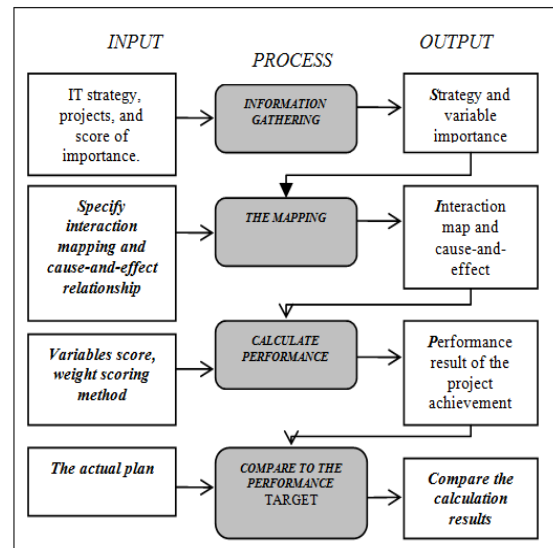 INPUT
OUTPUT
PROCESS
IT strategy,
projects, and
score of
importance.
INFORMATION
GATHERING
Strategy and
variable
importance
Specify
interaction
mapping and
cause-and-effect
relationship
THE MAPPING
Interaction
map and
cause-and-
effect
Variables score,
weight scoring
method
CALCULATE
PERFORMANCE
Performance
result of the
project
achievement
The actual plan
COMPARE TO THE
PERFORMANCE
TARGET
Compare the
calculation
results